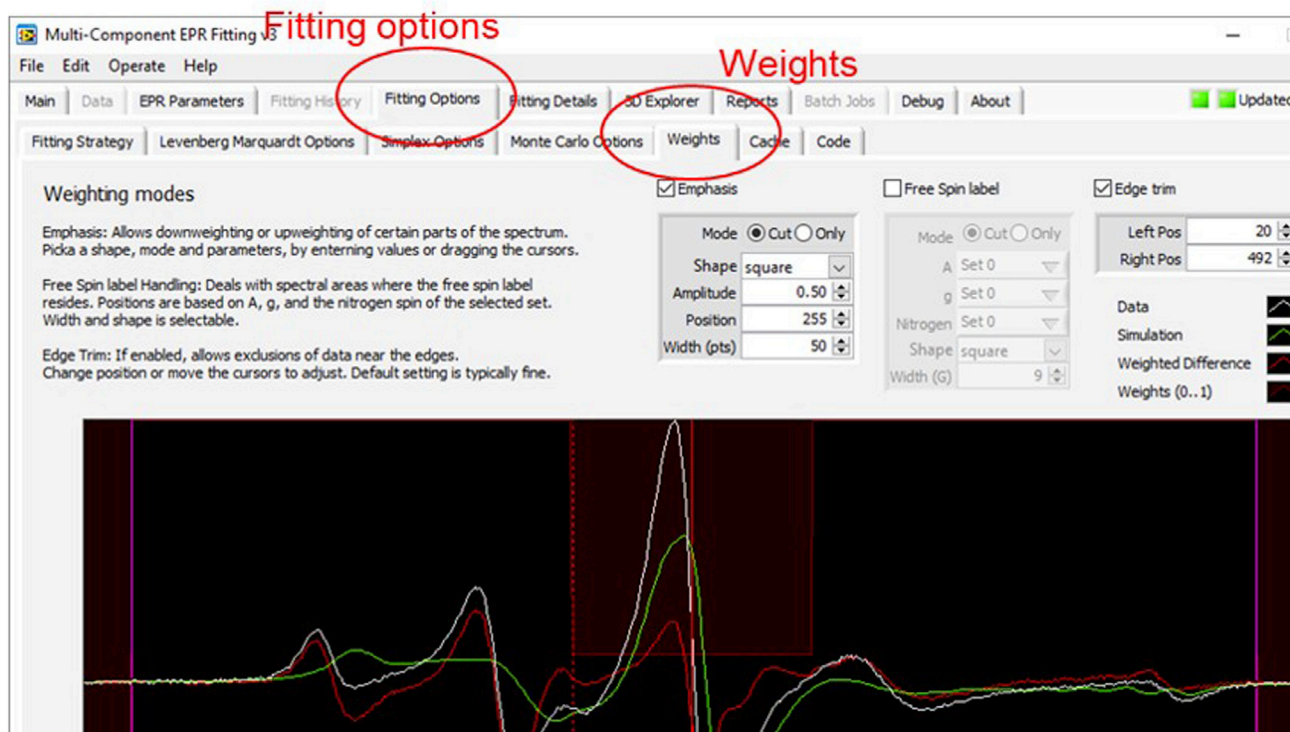 Fitting options
Multi-Component EPR Fitting v3
Weights
File Edit Operate Help
Main Data EPR Parameters Fitting History Fitting Options Fitting Details 3D Explorer Reports Batch Jobs Debug About Updated
Fitting Strategy Levenberg Marquardt Options Simplex Options Monte Carlo Options Weights Cache Code
Weighting modes
Emphasis: Allows downweighting or upweighting of certain parts of the spectrum.
Picka a shape, mode and parameters, by enterning values or dragging the cursors.
Free Spin label Handling: Deals with spectral areas where the free spin label
resides. Positions are based on A, g, and the nitrogen spin of the selected set.
Width and shape is selectable.
Edge Trim: If enabled, allows exclusions of data near the edges.
Change position or move the cursors to adjust. Default setting is typically fine.
Emphasis
Mode Cut Only
Shape square
Amplitude 0.50
Position 255
Width (pts) 50
Free Spin label
Mode Cut Only
A Set 0
g Set 0
Nitrogen Set 0
Shape square
Width (G) 9
Edge trim
Left Pos 20
Right Pos 492
Data
Simulation
Weighted Difference
Weights (0..1)